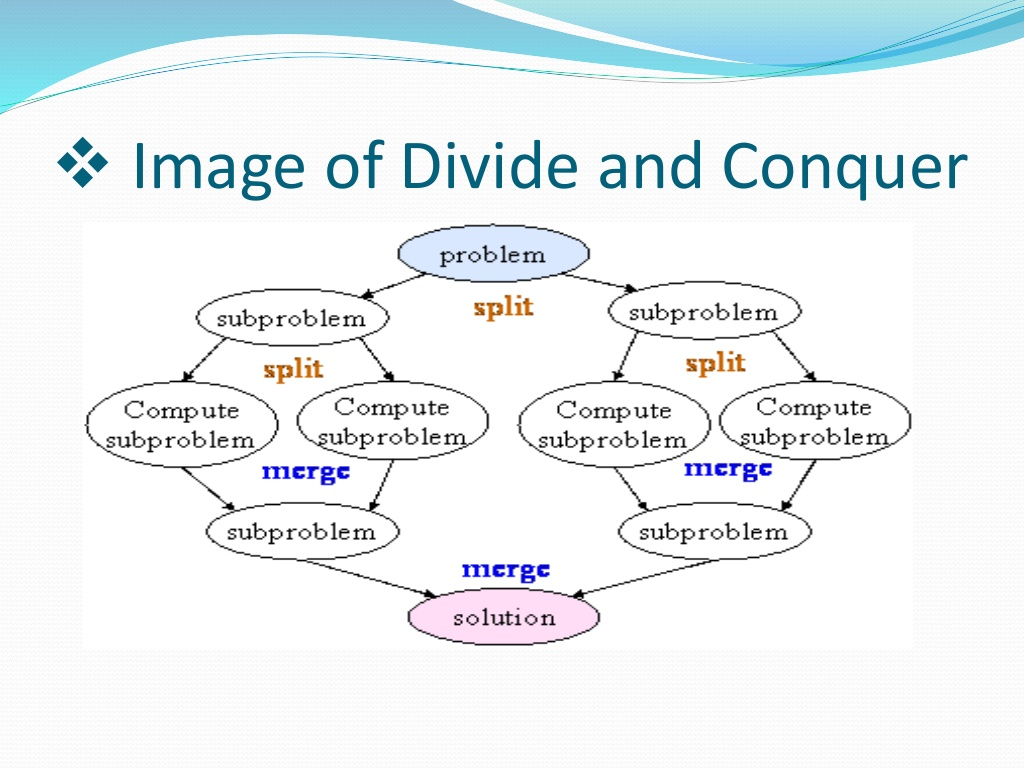 ❖ Image of Divide and Conquer
problem
split
subproblem
subproblem
split
split
Compute
subproblem
Compute
subproblem
Compute
subproblem
Compute
subproblem
merge
merge
subproblem
subproblem
merge
solution